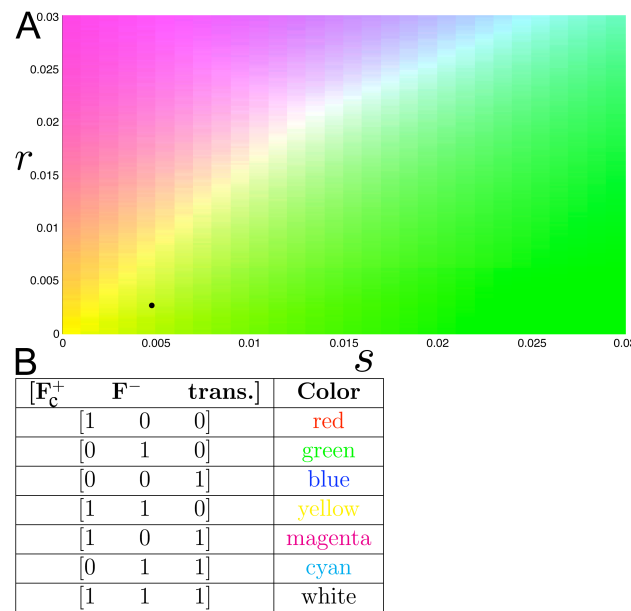 A
0.03
0.025
0.02
r
0.015
0.01
0.005
0
0 0.005 0.01 0.015 0.02 0.025 0.03
B s
[F_c^+ F^- trans.] Color
[1 0 0] red
[0 1 0] green
[0 0 1] blue
[1 1 0] yellow
[1 0 1] magenta
[0 1 1] cyan
[1 1 1] white